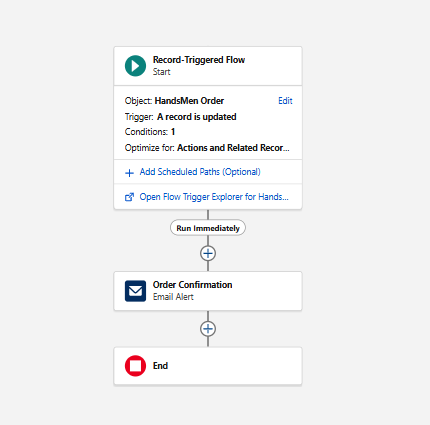 Record-Triggered Flow
Start
Object: HandsMen Order Edit
Trigger: A record is updated
Conditions: 1
Optimize for: Actions and Related Recor...
Add Scheduled Paths (Optional)
Open Flow Trigger Explorer for Hands...
Run Immediately
Order Confirmation
Email Alert
End